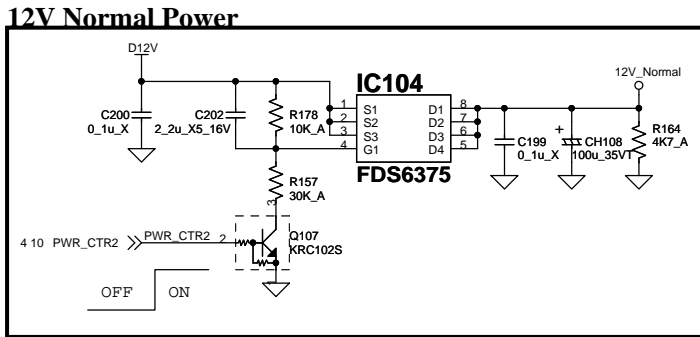 12V Normal Power
D12V
C200
0_1u_X
C202
2_2u_X5_16V
R178
10K_A
IC104
1 S1 D1 8
2 S2 D2 7
3 S3 D3 6
4 G1 D4 5
FDS6375
12V_Normal
C199
0_1u_X
+
CH108
100u_35VT
R164
4K7_A
R157
30K_A
3
4 10 PWR_CTR2
PWR_CTR2
2
Q107
KRC102S
1
OFF ON